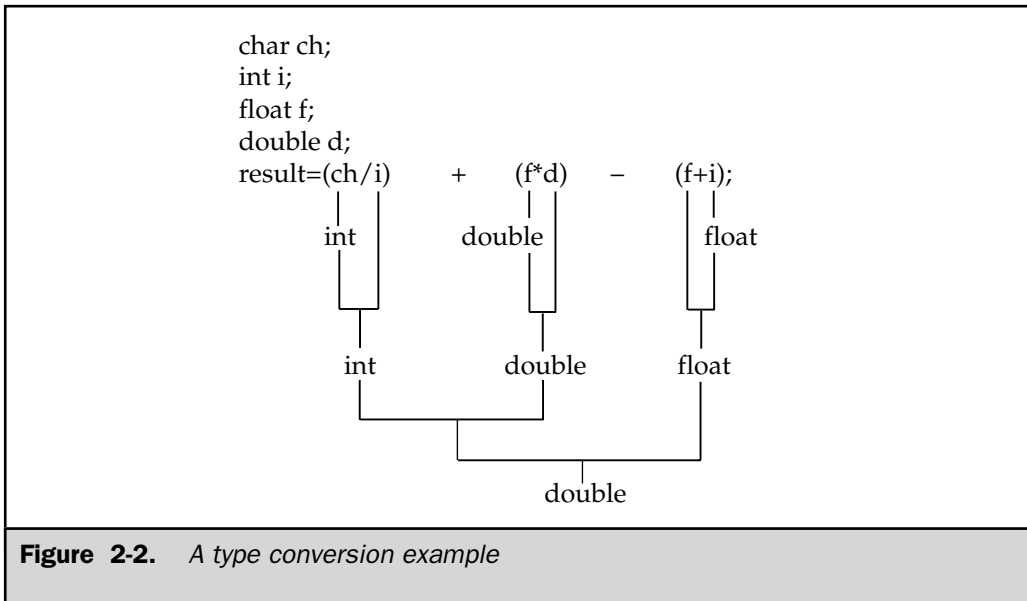 char ch;
int i;
float f;
double d;
result=(ch/i) + (f*d) – (f+i);
int double float
int double float
double
Figure 2-2. A type conversion example